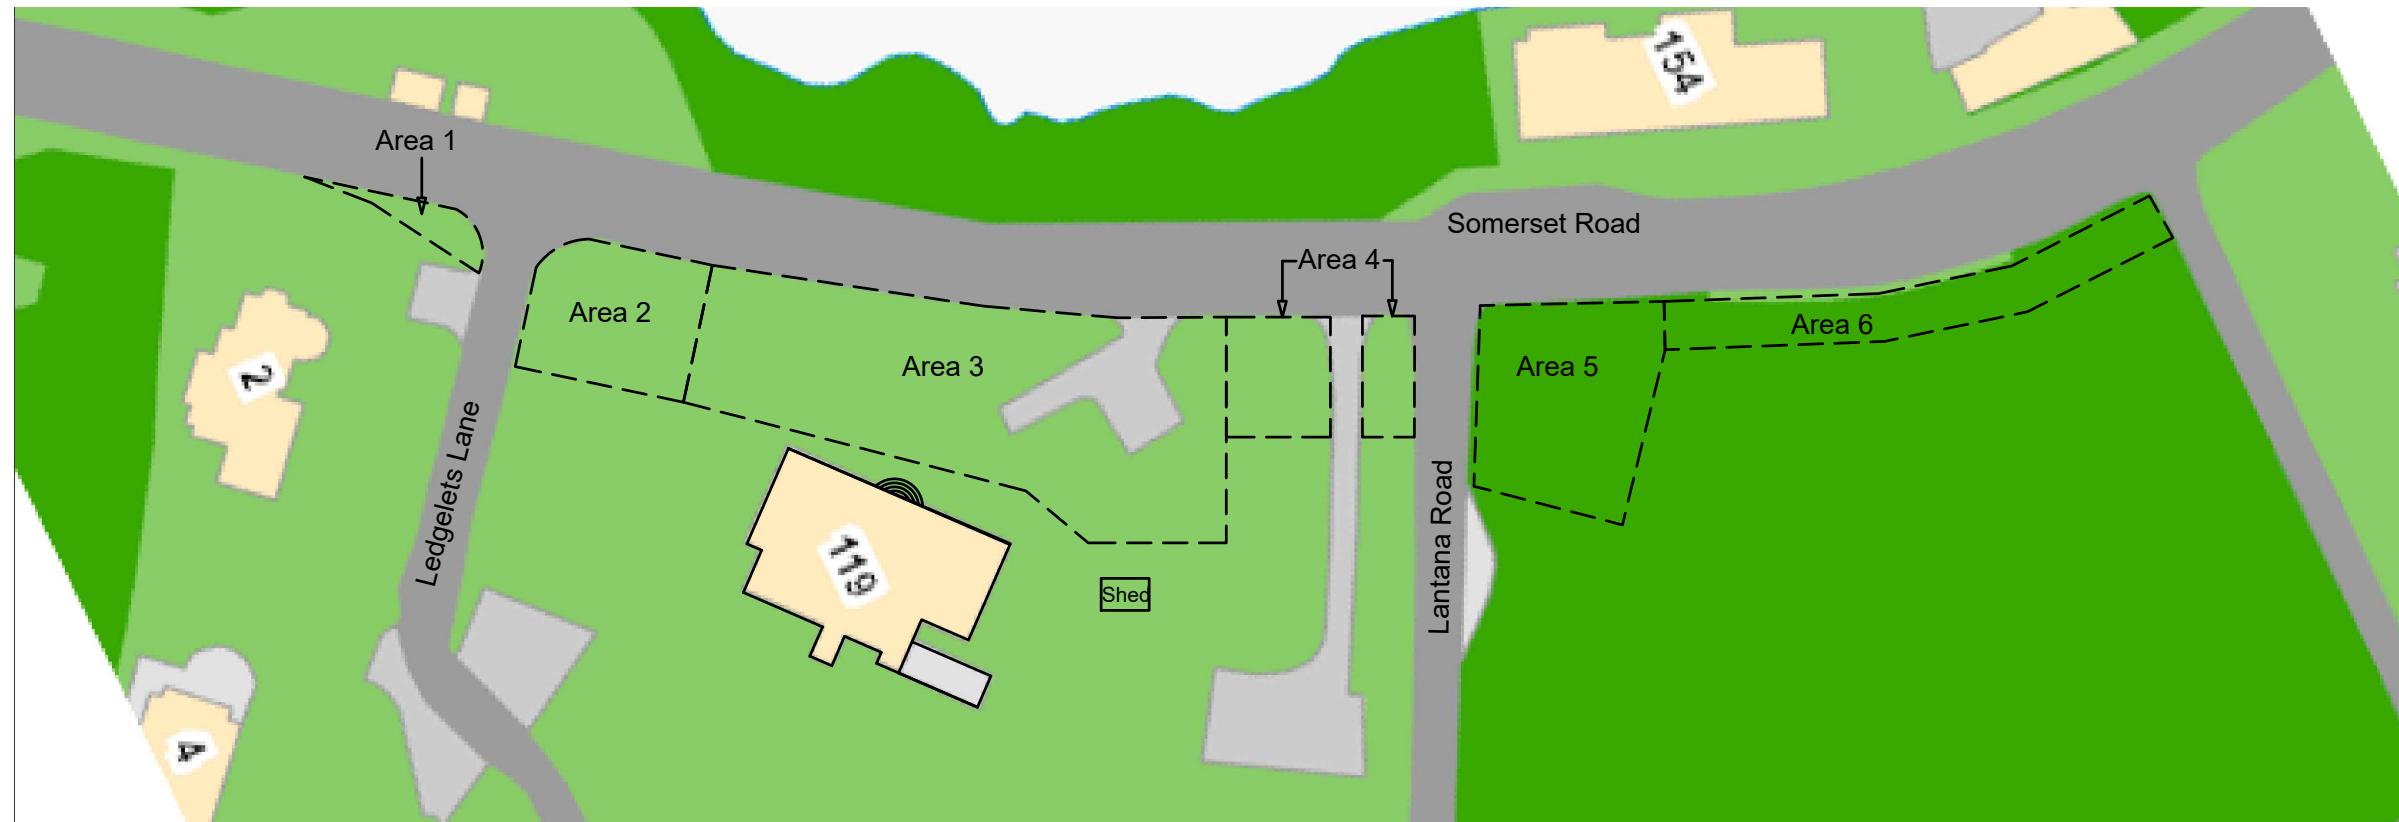 154
Area 1
Somerset Road
Area 4
Area 2
Area 6
Area 3
Area 5
2
Ledgelets Lane
Lantana Road
119
Shed
4